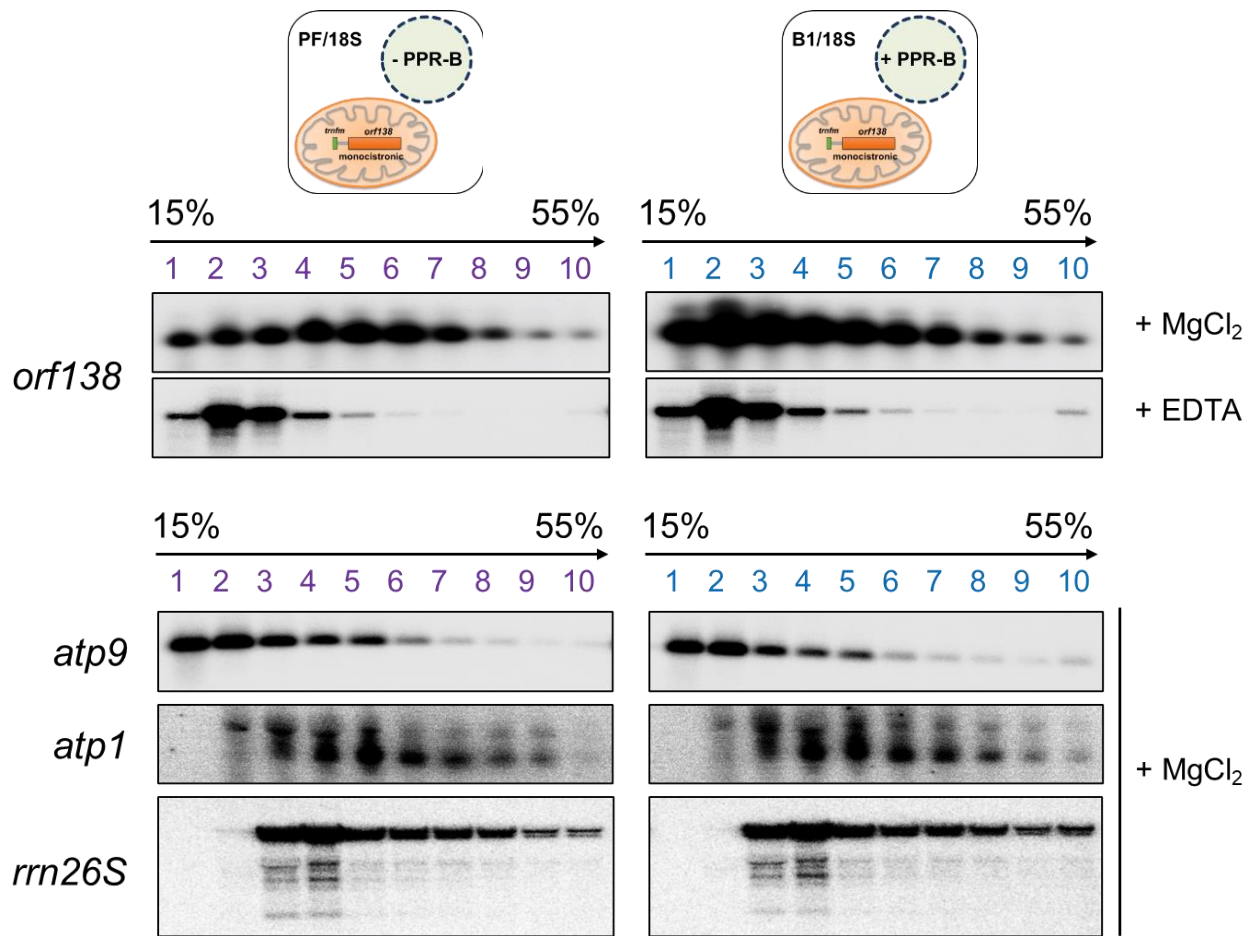 PF/18S
- PPR-B
trnfm orf138
monocistronic
B1/18S
+ PPR-B
trnfm orf138
monocistronic
15% 55%
15% 55%
1 2 3 4 5 6 7 8 9 10
1 2 3 4 5 6 7 8 9 10
orf138
+ MgCl₂
+ EDTA
15% 55%
15% 55%
1 2 3 4 5 6 7 8 9 10
1 2 3 4 5 6 7 8 9 10
atp9
atp1
+ MgCl₂
rrn26S